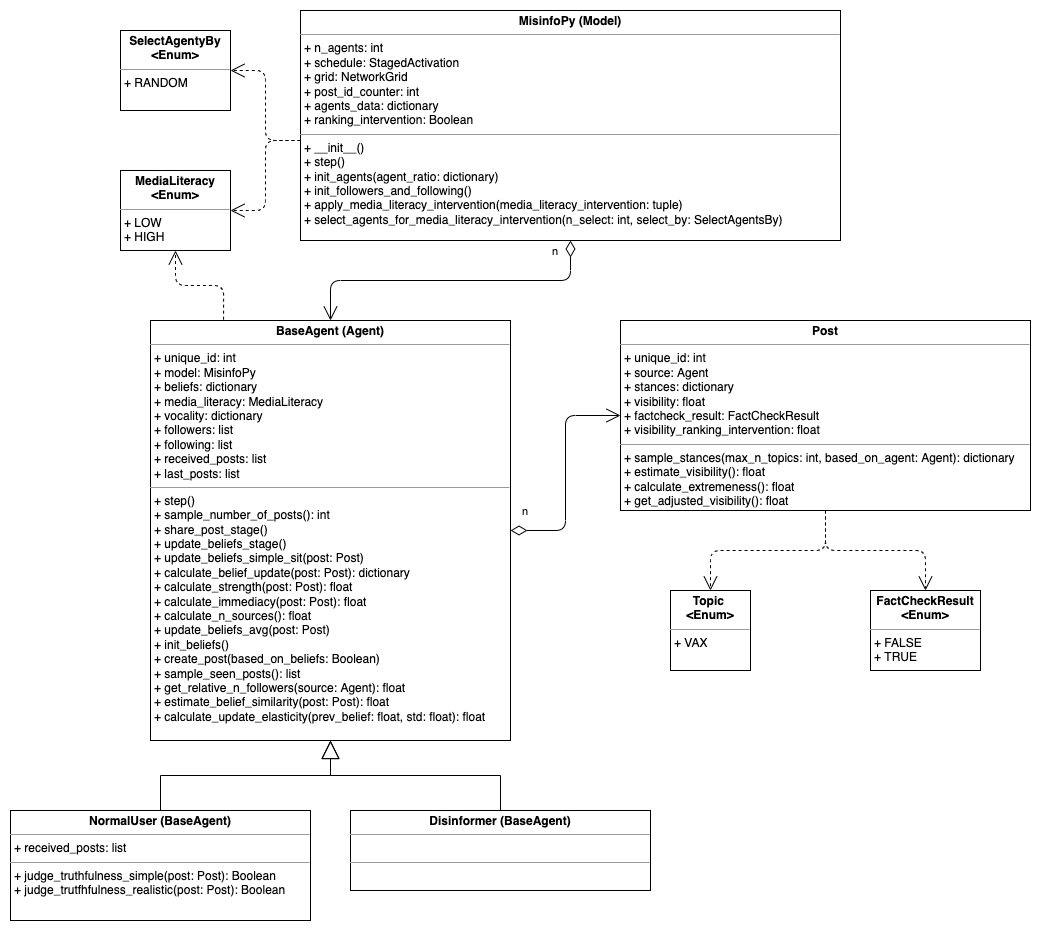 MisinfoPy (Model)
+ n_agents: int
+ schedule: StagedActivation
+ grid: NetworkGrid
+ post_id_counter: int
+ agents_data: dictionary
+ ranking_intervention: Boolean
+ __init__()
+ step()
+ init_agents(agent_ratio: dictionary)
+ init_followers_and_following()
+ apply_media_literacy_intervention(media_literacy_intervention: tuple)
+ select_agents_for_media_literacy_intervention(n_select: int, select_by: SelectAgentsBy)
SelectAgentyBy
<Enum>
+ RANDOM
MediaLiteracy
<Enum>
+ LOW
+ HIGH
n
BaseAgent (Agent)
+ unique_id: int
+ model: MisinfoPy
+ beliefs: dictionary
+ media_literacy: MediaLiteracy
+ vocality: dictionary
+ followers: list
+ following: list
+ received_posts: list
+ last_posts: list
+ step()
+ sample_number_of_posts(): int
+ share_post_stage()
+ update_beliefs_stage()
+ update_beliefs_simple_sit(post: Post)
+ calculate_belief_update(post: Post): dictionary
+ calculate_strength(post: Post): float
+ calculate_immediacy(post: Post): float
+ calculate_n_sources(): float
+ update_beliefs_avg(post: Post)
+ init_beliefs()
+ create_post(based_on_beliefs: Boolean)
+ sample_seen_posts(): list
+ get_relative_n_followers(source: Agent): float
+ estimate_belief_similarity(post: Post): float
+ calculate_update_elasticity(prev_belief: float, std: float): float
n
Post
+ unique_id: int
+ source: Agent
+ stances: dictionary
+ visibility: float
+ factcheck_result: FactCheckResult
+ visibility_ranking_intervention: float
+ sample_stances(max_n_topics: int, based_on_agent: Agent): dictionary
+ estimate_visibility(): float
+ calculate_extremeness(): float
+ get_adjusted_visibility(): float
Topic
<Enum>
+ VAX
FactCheckResult
<Enum>
+ FALSE
+ TRUE
NormalUser (BaseAgent)
+ received_posts: list
+ judge_truthfulness_simple(post: Post): Boolean
+ judge_trutfhfulness_realistic(post: Post): Boolean
Disinformer (BaseAgent)